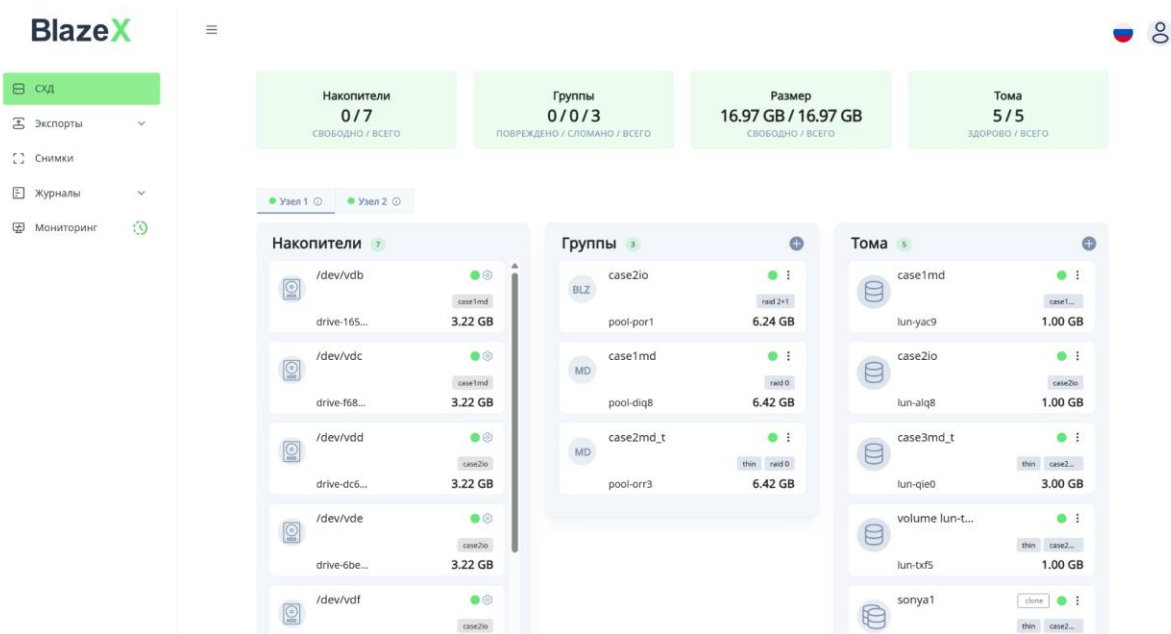 BlazeX
СХД
Экспорты
Снимки
Журналы
Мониторинг
Накопители
0 / 7
СВОБОДНО / ВСЕГО
Группы
0 / 0 / 3
ПОВРЕЖДЕНО / СЛОМАНО / ВСЕГО
Размер
16.97 GB / 16.97 GB
СВОБОДНО / ВСЕГО
Тома
5 / 5
ЗДОРОВО / ВСЕГО
Узел 1
Узел 2
Накопители 7
/dev/vdb
case1md
drive-165... 3.22 GB
/dev/vdc
case1md
drive-f68... 3.22 GB
/dev/vdd
case2io
drive-dc6... 3.22 GB
/dev/vde
case2io
drive-6be... 3.22 GB
/dev/vdf
case2io
Группы 3
BLZ
case2io
raid 2+1
pool-por1 6.24 GB
MD
case1md
raid 0
pool-diq8 6.42 GB
MD
case2md_t
thin raid 0
pool-orr3 6.42 GB
Тома 5
case1md
case1...
lun-yac9 1.00 GB
case2io
case2io
lun-alq8 1.00 GB
case3md_t
thin case2...
lun-qie0 3.00 GB
volume lun-t...
thin case2...
lun-txf5 1.00 GB
sonya1 clone
thin case2...